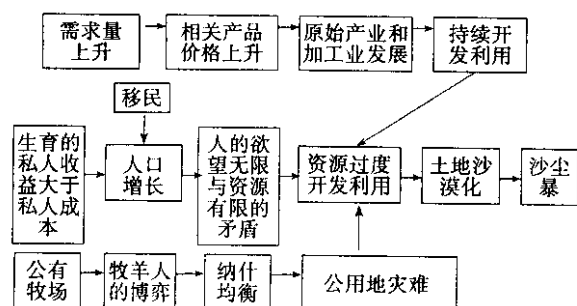 需求量
上升
相关产品
价格上升
原始产业和
加工业发展
持续开
发利用
移民
生育的
私人收
益大于
私人成
本
人口
增长
人的欲
望无限
与资源
有限的
矛盾
资源过度
开发利用
土地沙
漠化
沙尘
暴
公有
牧场
牧羊人
的博弈
纳什
均衡
公用地灾难